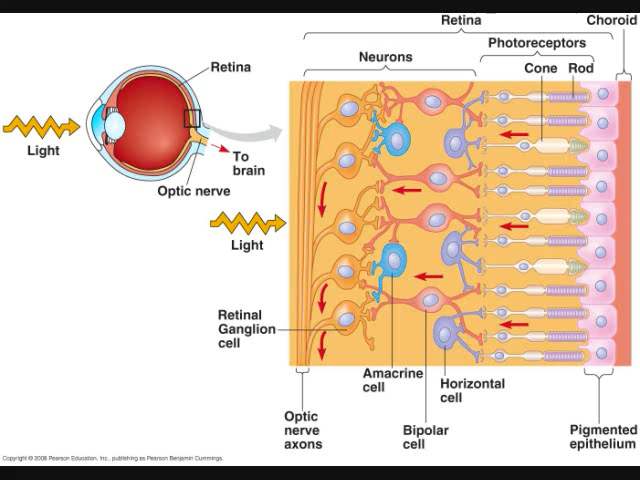 Retina
Choroid
Photoreceptors
Neurons
Cone
Rod
Retina
Light
To
brain
Optic nerve
Light
Retinal
Ganglion
cell
Amacrine
cell
Horizontal
cell
Optic
nerve
axons
Bipolar
cell
Pigmented
epithelium
Copyright © 2008 Pearson Education, Inc., publishing as Pearson Benjamin Cummings.